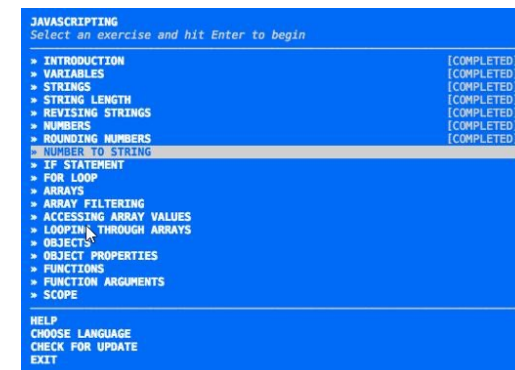 JAVASCRIPTING
Select an exercise and hit Enter to begin
» INTRODUCTION [COMPLETED]
» VARIABLES [COMPLETED]
» STRINGS [COMPLETED]
» STRING LENGTH [COMPLETED]
» REVISING STRINGS [COMPLETED]
» NUMBERS [COMPLETED]
» ROUNDING NUMBERS [COMPLETED]
» NUMBER TO STRING
» IF STATEMENT
» FOR LOOP
» ARRAYS
» ARRAY FILTERING
» ACCESSING ARRAY VALUES
» LOOPING THROUGH ARRAYS
» OBJECTS
» OBJECT PROPERTIES
» FUNCTIONS
» FUNCTION ARGUMENTS
» SCOPE
HELP
CHOOSE LANGUAGE
CHECK FOR UPDATE
EXIT